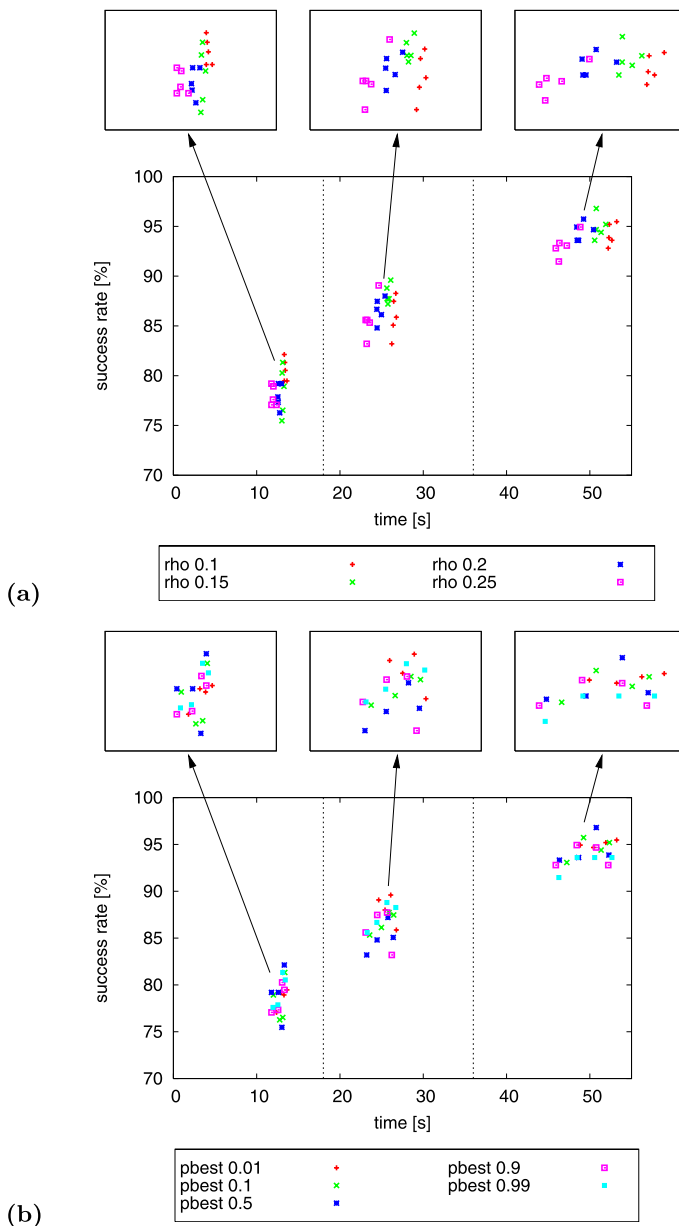 100
95
90
85
80
75
70
success rate [%]
0 10 20 30 40 50
time [s]
rho 0.1 rho 0.2
rho 0.15 rho 0.25
(a)
100
95
90
85
80
75
70
success rate [%]
0 10 20 30 40 50
time [s]
pbest 0.01 pbest 0.9
pbest 0.1 pbest 0.99
pbest 0.5
(b)